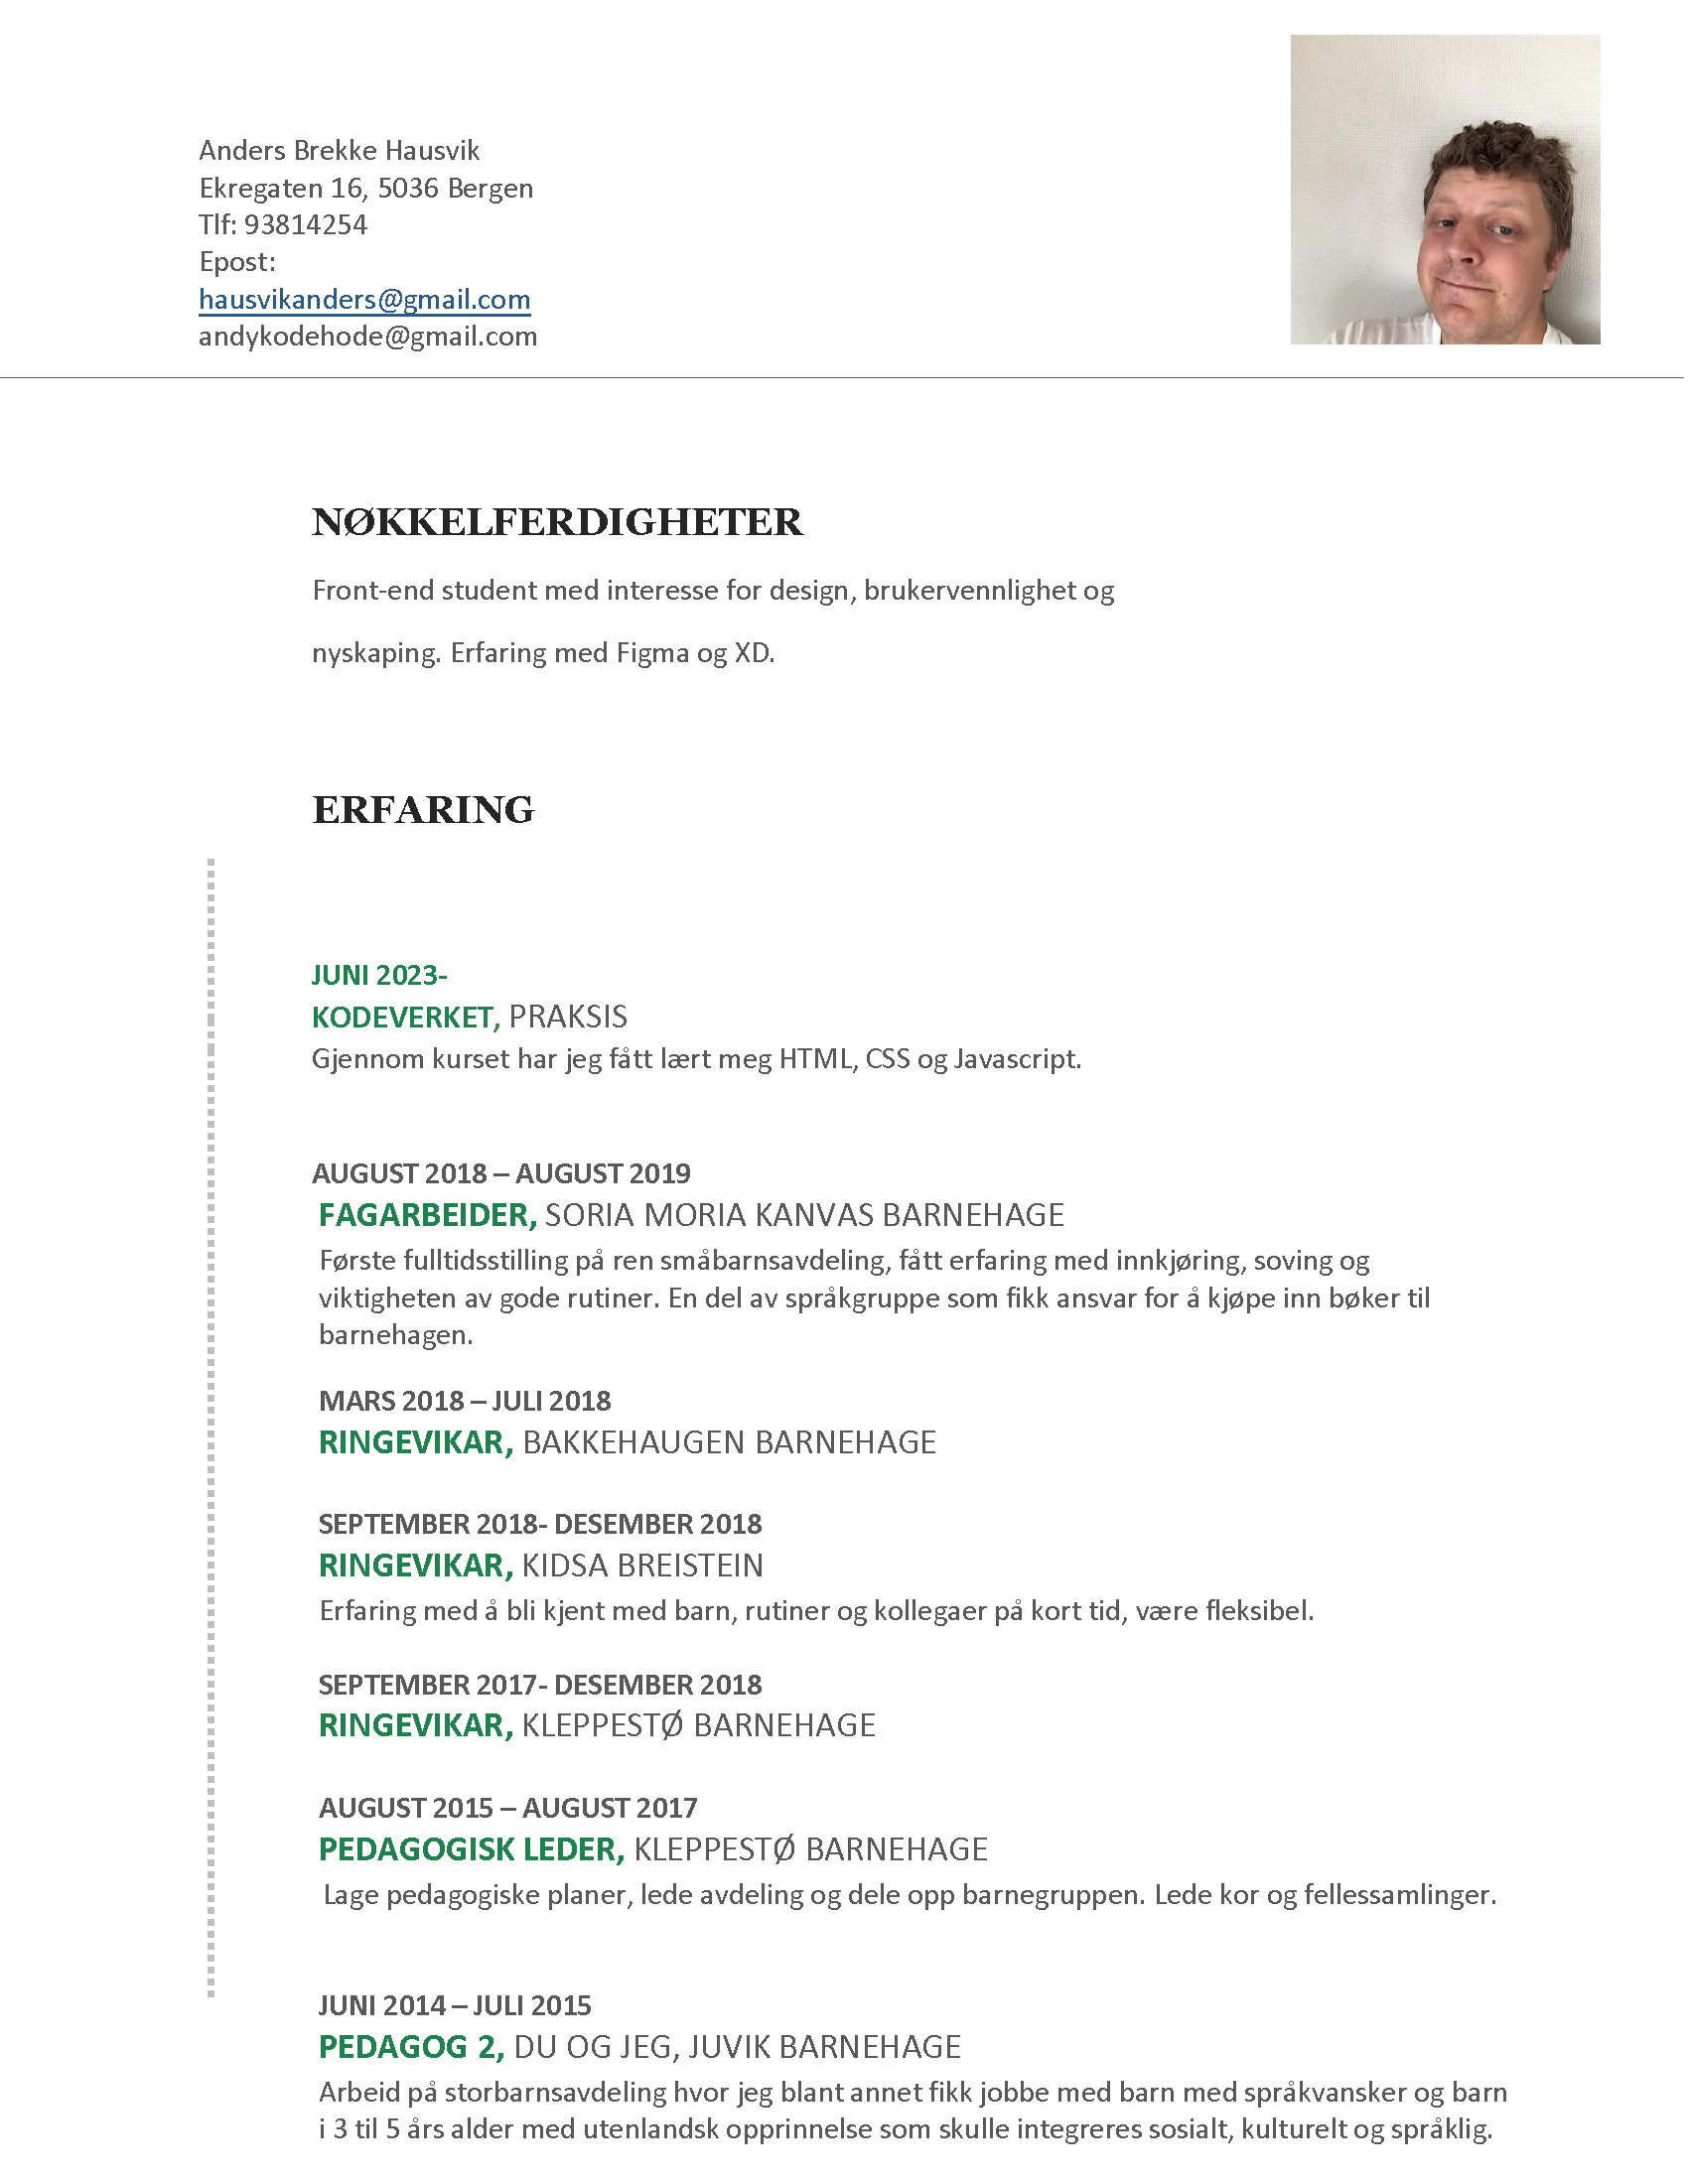 Anders Brekke Hausvik
Ekregaten 16, 5036 Bergen
Tlf: 93814254
Epost:
hausvikanders@gmail.com
andykodehode@gmail.com
NØKKELFERDIGHETER
Front-end student med interesse for design, brukervennlighet og
nyskaping. Erfaring med Figma og XD.
ERFARING
JUNI 2023-
KODEVERKET, PRAKSIS
Gjennom kurset har jeg fått lært meg HTML, CSS og Javascript.
AUGUST 2018 – AUGUST 2019
FAGARBEIDER, SORIA MORIA KANVAS BARNEHAGE
Første fulltidsstilling på ren småbarnsavdeling, fått erfaring med innkjøring, soving og
viktigheten av gode rutiner. En del av språkgruppe som fikk ansvar for å kjøpe inn bøker til
barnehagen.
MARS 2018 – JULI 2018
RINGEVIKAR, BAKKEHAUGEN BARNEHAGE
SEPTEMBER 2018- DESEMBER 2018
RINGEVIKAR, KIDSA BREISTEIN
Erfaring med å bli kjent med barn, rutiner og kollegaer på kort tid, være fleksibel.
SEPTEMBER 2017- DESEMBER 2018
RINGEVIKAR, KLEPPESTØ BARNEHAGE
AUGUST 2015 – AUGUST 2017
PEDAGOGISK LEDER, KLEPPESTØ BARNEHAGE
Lage pedagogiske planer, lede avdeling og dele opp barnegruppen. Lede kor og fellessamlinger.
JUNI 2014 – JULI 2015
PEDAGOG 2, DU OG JEG, JUVIK BARNEHAGE
Arbeid på storbarnsavdeling hvor jeg blant annet fikk jobbe med barn med språkvansker og barn
i 3 til 5 års alder med utenlandsk opprinnelse som skulle integreres sosialt, kulturelt og språklig.